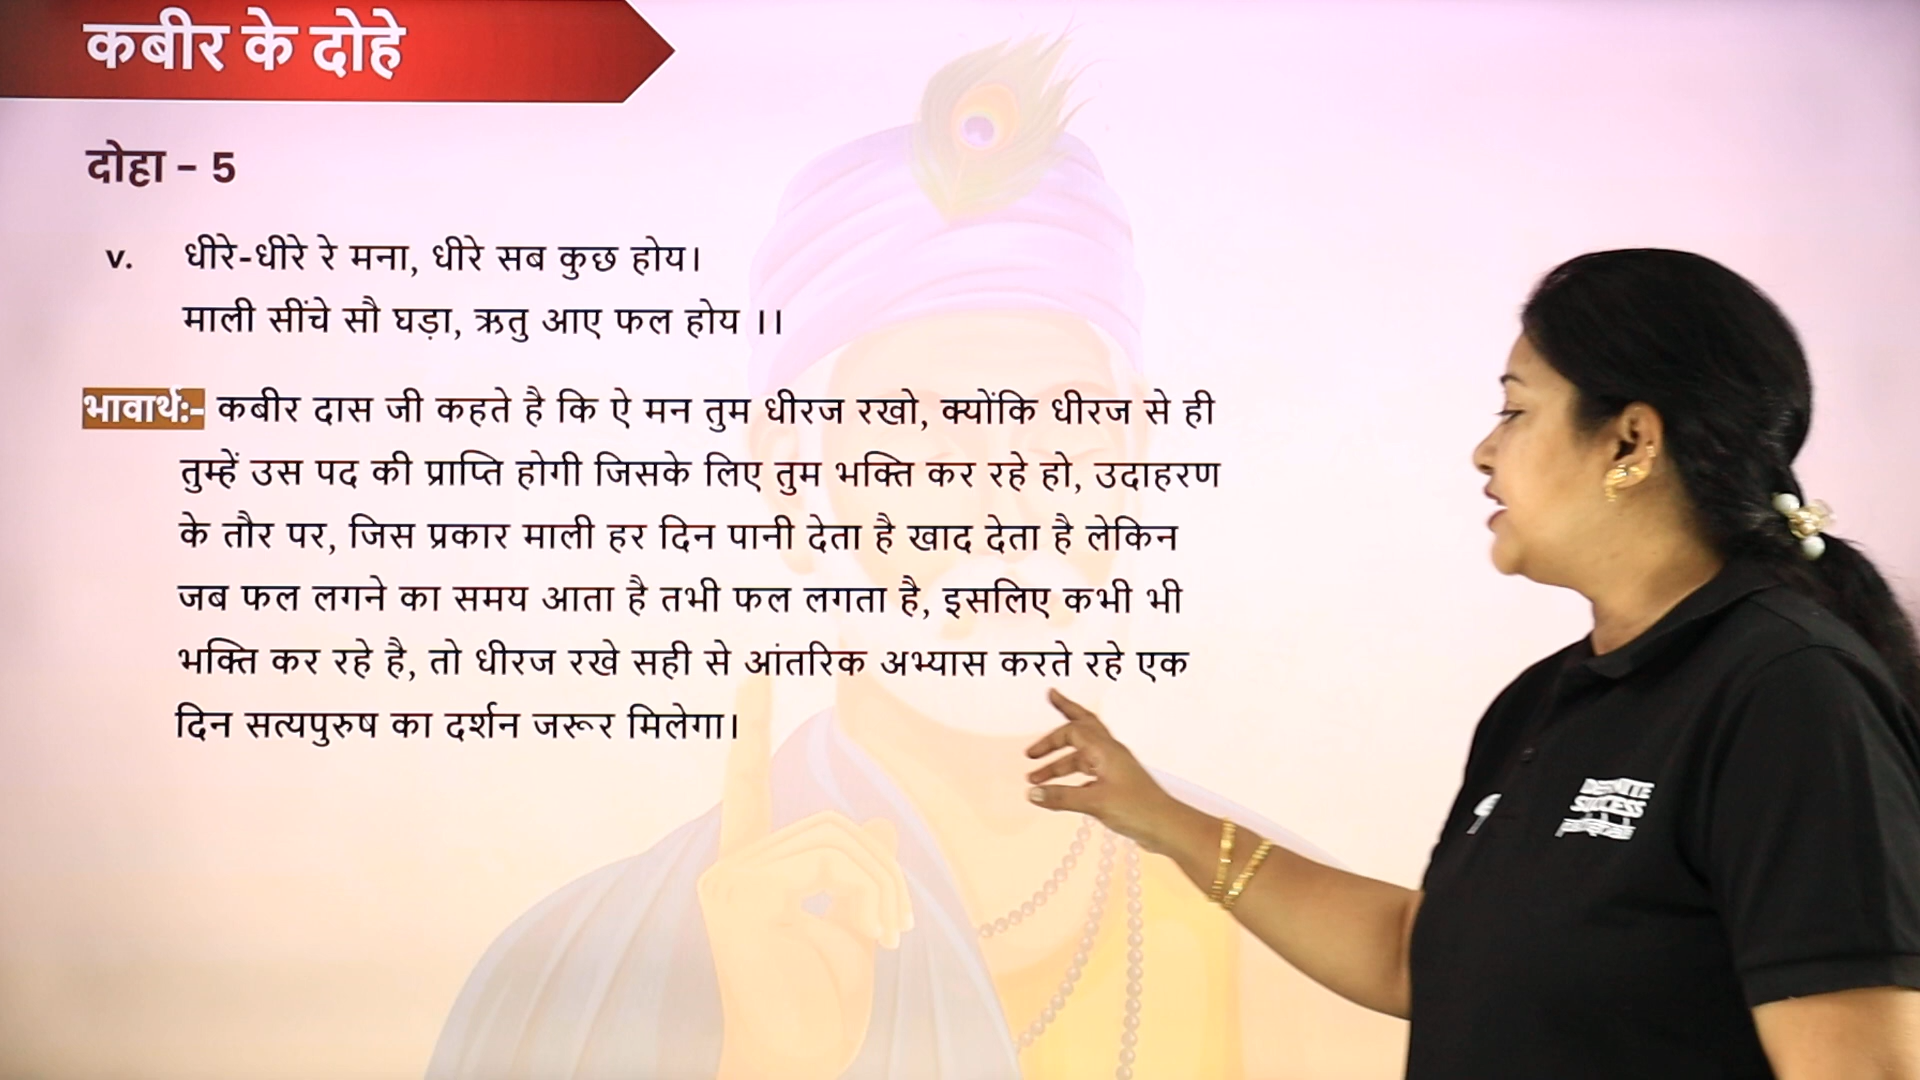 कबीर के दोहे
दोहा – 5
v. धीरे-धीरे रे मना, धीरे सब कुछ होय।
माली सींचे सौ घड़ा, ऋतु आए फल होय ।।
भावार्थ:- कबीर दास जी कहते है कि ऐ मन तुम धीरज रखो, क्योंकि धीरज से ही
तुम्हें उस पद की प्राप्ति होगी जिसके लिए तुम भक्ति कर रहे हो, उदाहरण
के तौर पर, जिस प्रकार माली हर दिन पानी देता है खाद देता है लेकिन
जब फल लगने का समय आता है तभी फल लगता है, इसलिए कभी भी
भक्ति कर रहे है, तो धीरज रखे सही से आंतरिक अभ्यास करते रहे एक
दिन सत्यपुरुष का दर्शन जरूर मिलेगा।
SUCCESS